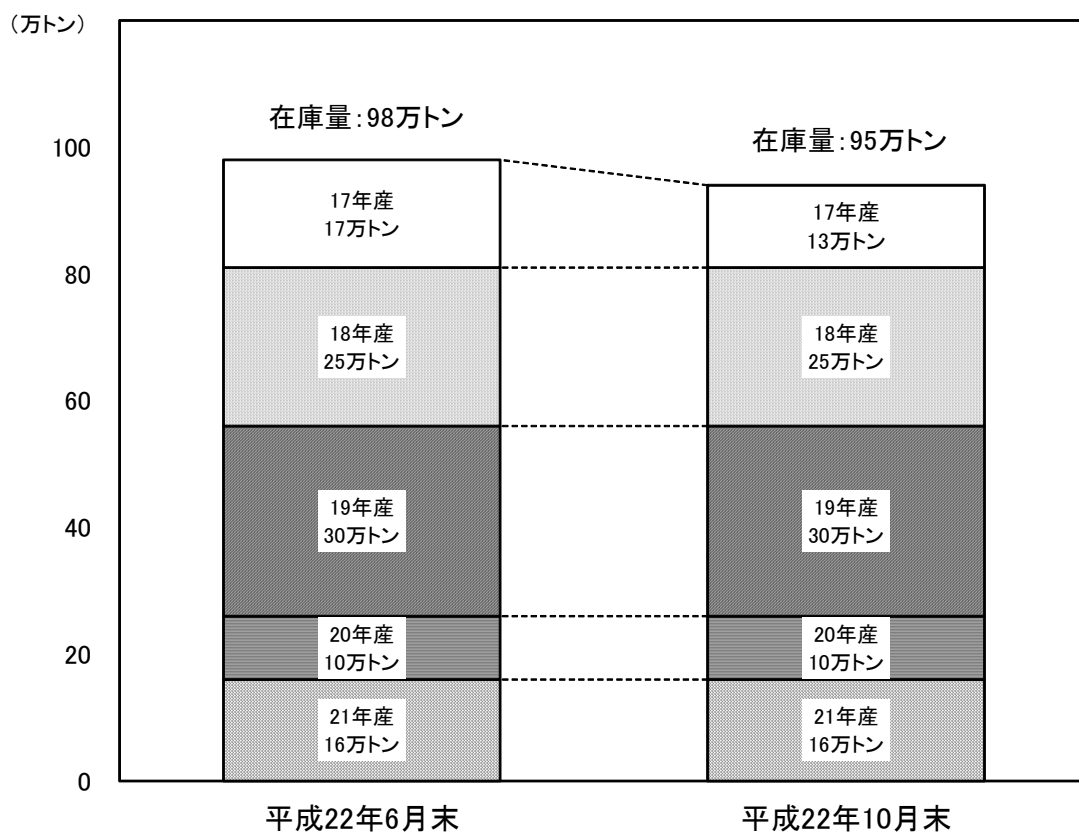 （万トン）
在庫量：98万トン
在庫量：95万トン
100
80
60
40
20
0
17年産
17万トン
18年産
25万トン
19年産
30万トン
20年産
10万トン
21年産
16万トン
17年産
13万トン
18年産
25万トン
19年産
30万トン
20年産
10万トン
21年産
16万トン
平成22年6月末
平成22年10月末